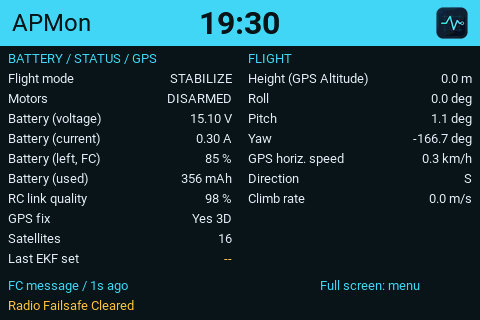 APMon 19:30
BATTERY / STATUS / GPS
Flight mode STABILIZE
Motors DISARMED
Battery (voltage) 15.10 V
Battery (current) 0.30 A
Battery (left, FC) 85 %
Battery (used) 356 mAh
RC link quality 98 %
GPS fix Yes 3D
Satellites 16
Last EKF set --
FLIGHT
Height (GPS Altitude) 0.0 m
Roll 0.0 deg
Pitch 1.1 deg
Yaw -166.7 deg
GPS horiz. speed 0.3 km/h
Direction S
Climb rate 0.0 m/s
FC message / 1s ago
Radio Failsafe Cleared
Full screen: menu